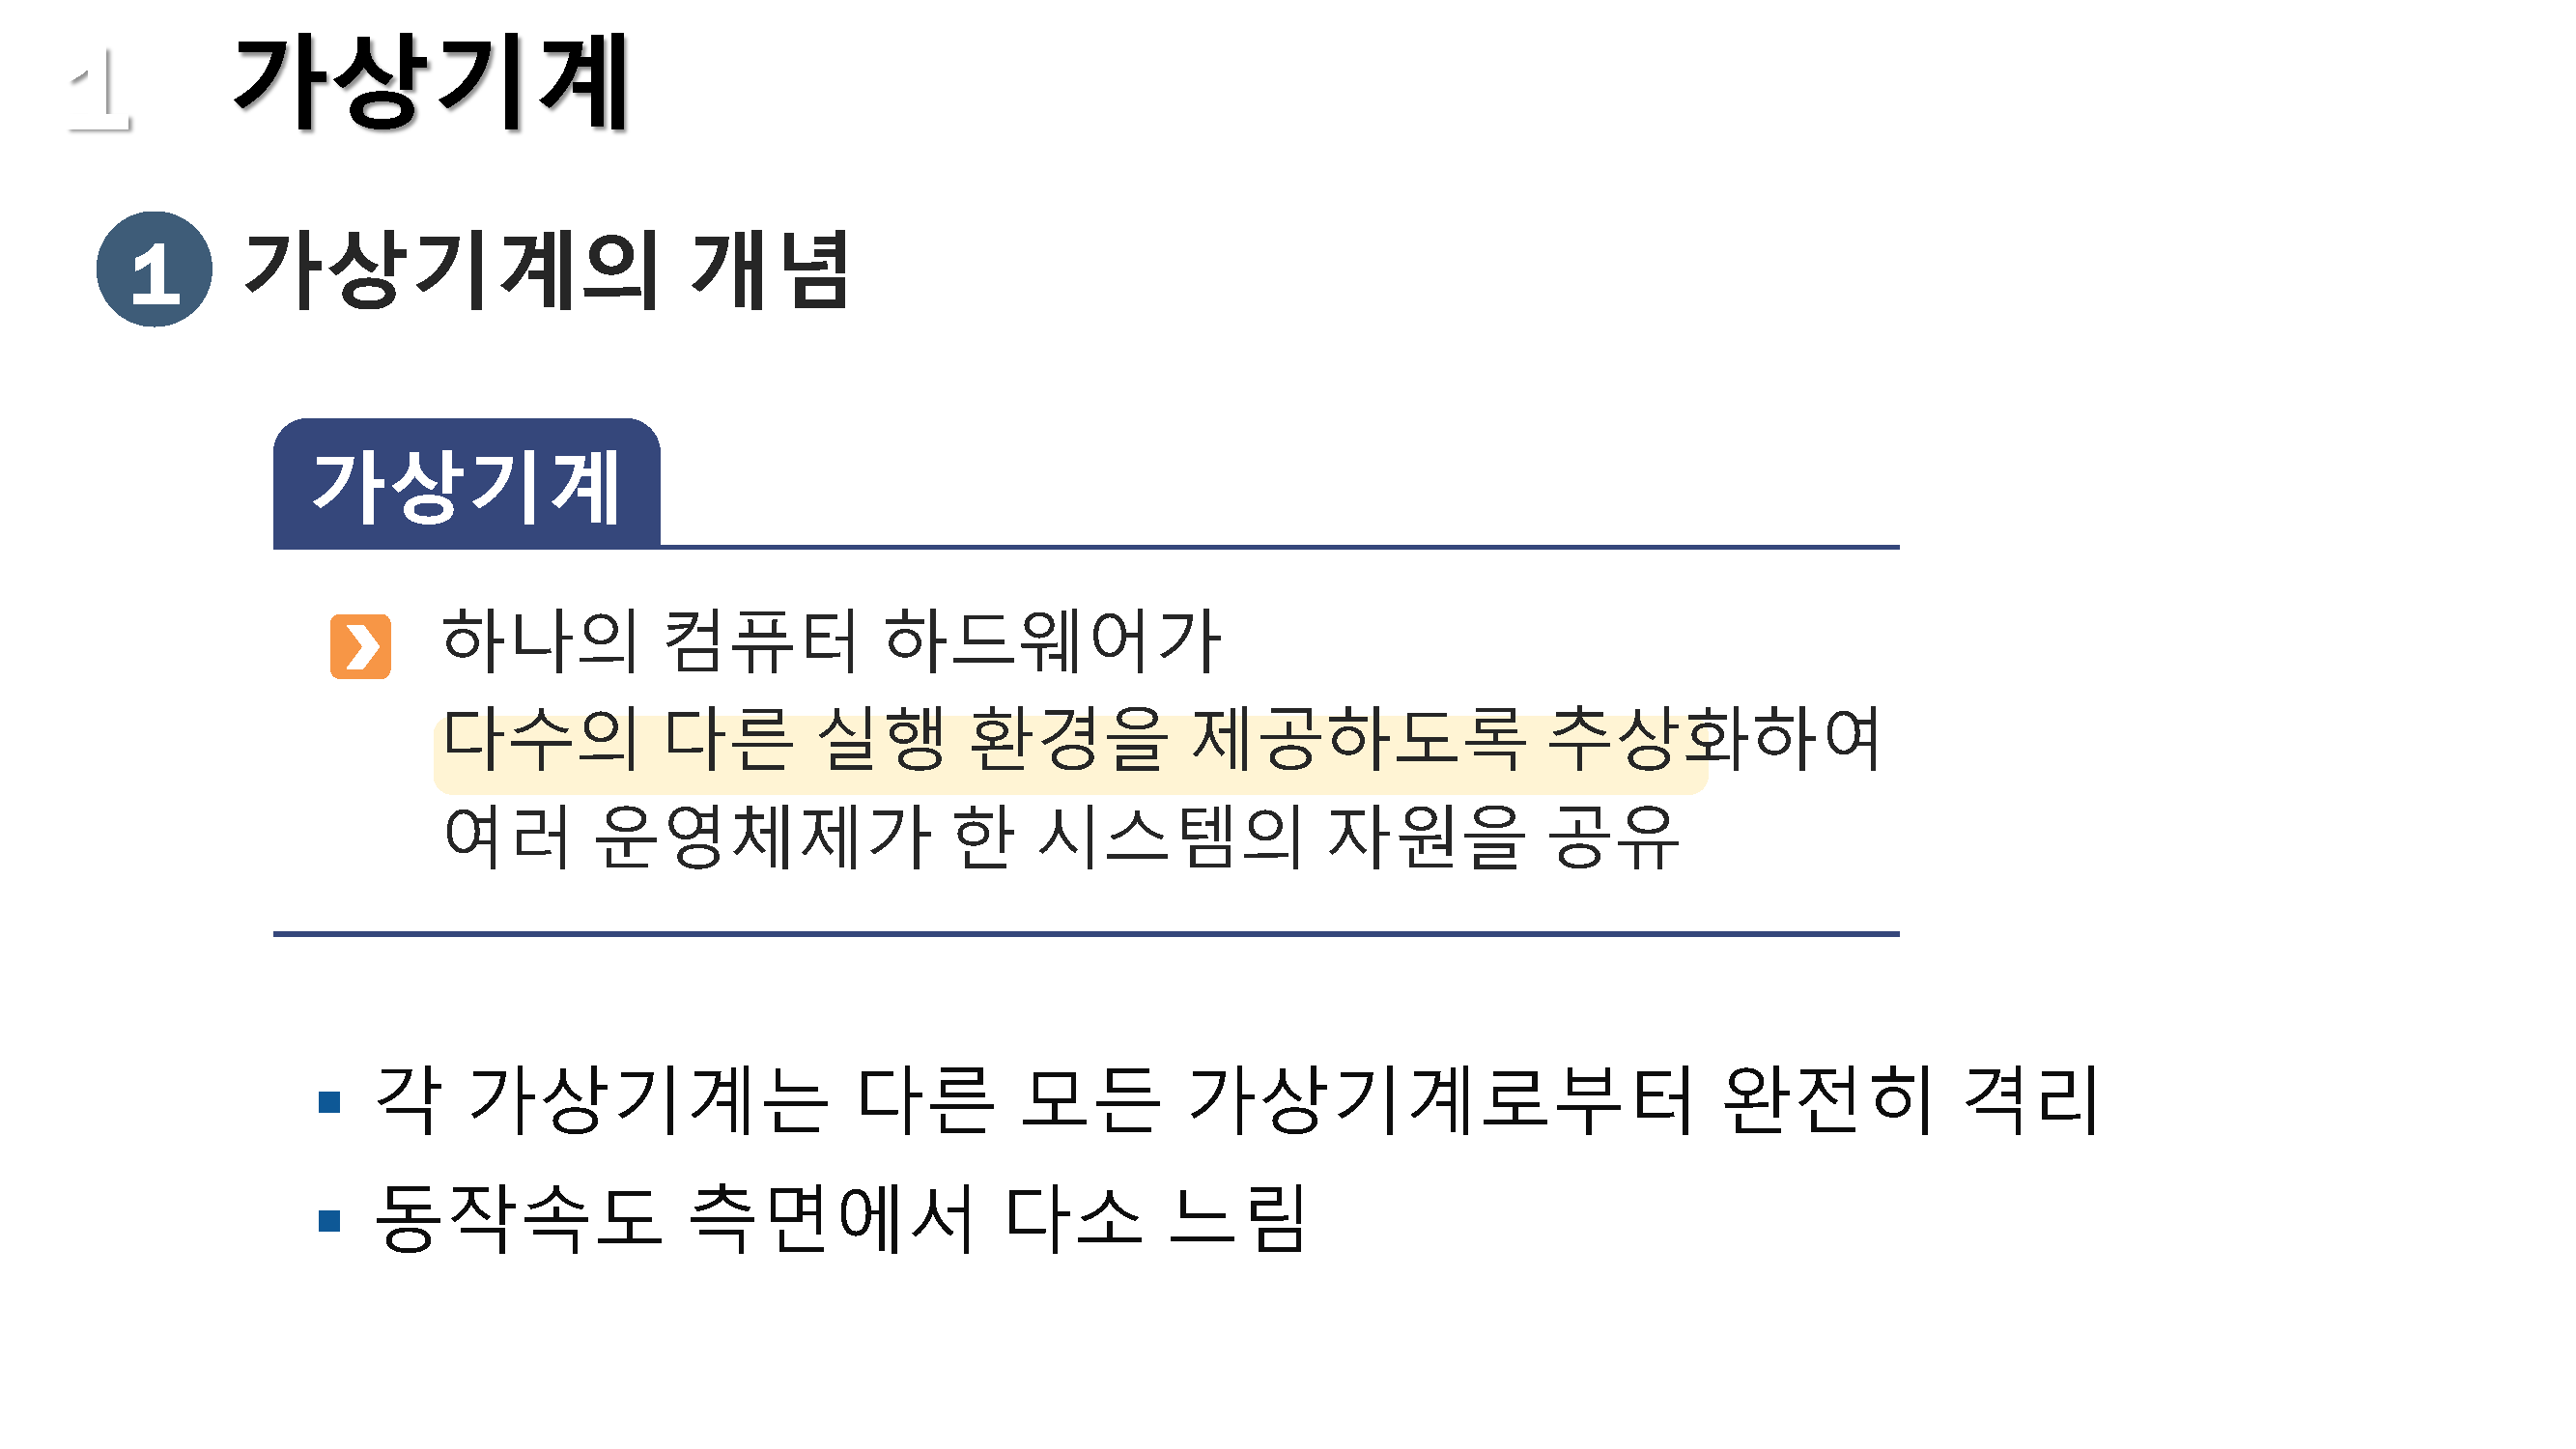 1 가상기계
1 가상기계의 개념
가상기계
하나의 컴퓨터 하드웨어가
다수의 다른 실행 환경을 제공하도록 추상화하여
여러 운영체제가 한 시스템의 자원을 공유
각 가상기계는 다른 모든 가상기계로부터 완전히 격리
동작속도 측면에서 다소 느림